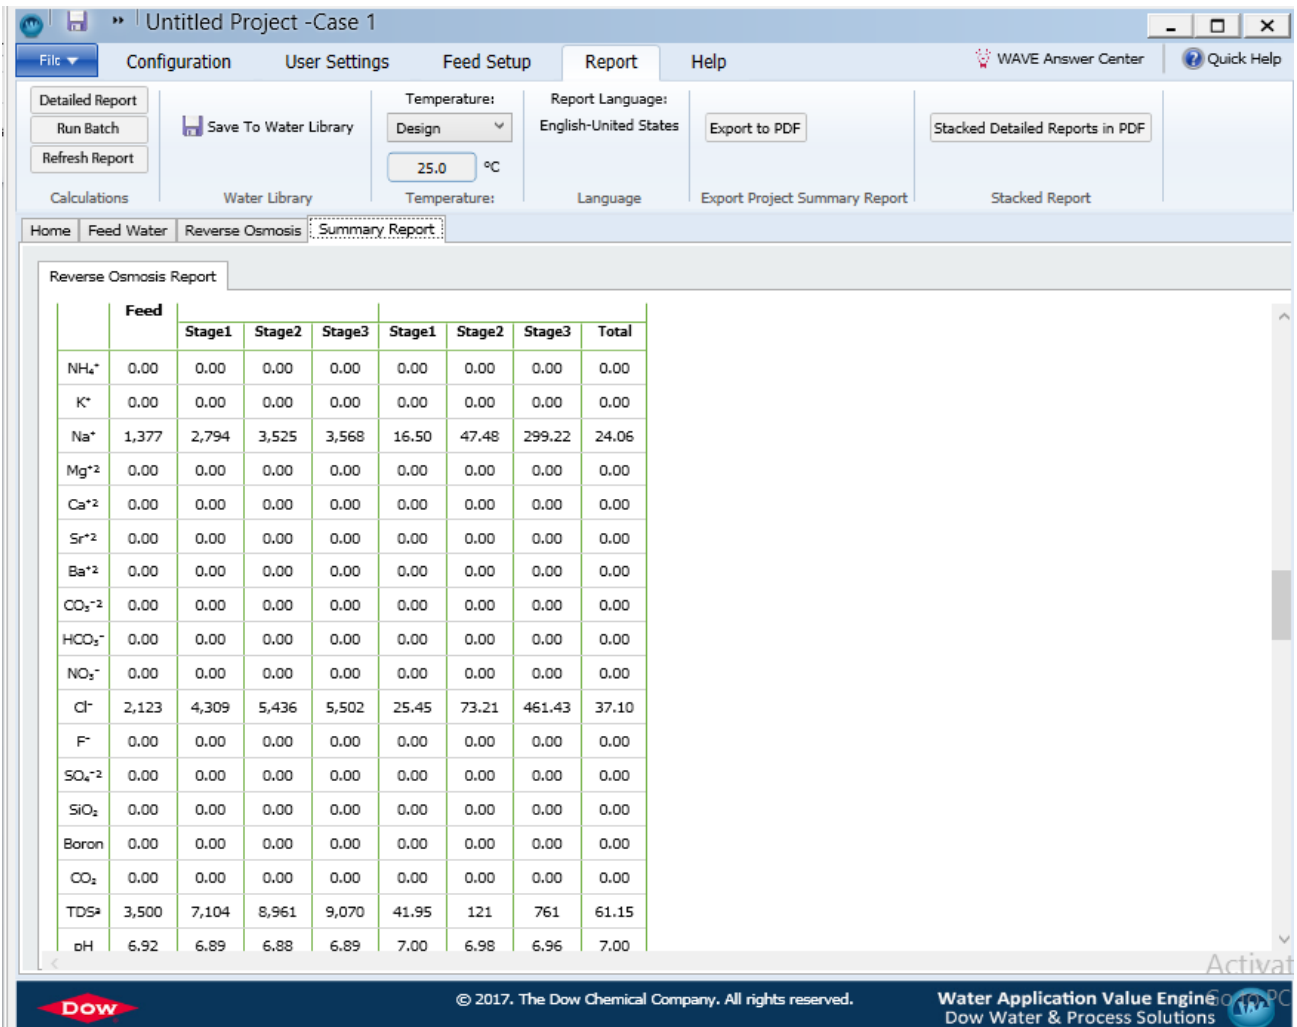 Untitled Project -Case 1
File Configuration User Settings Feed Setup Report Help WAVE Answer Center Quick Help
Detailed Report
Run Batch
Refresh Report
Calculations
Save To Water Library
Water Library
Temperature:
Design
25.0 ºC
Temperature:
Report Language:
English-United States
Language
Export to PDF
Export Project Summary Report
Stacked Detailed Reports in PDF
Stacked Report
Home Feed Water Reverse Osmosis Summary Report
Reverse Osmosis Report
Feed
Stage1 Stage2 Stage3 Stage1 Stage2 Stage3 Total
NH₄⁺ 0.00 0.00 0.00 0.00 0.00 0.00 0.00 0.00
K⁺ 0.00 0.00 0.00 0.00 0.00 0.00 0.00 0.00
Na⁺ 1,377 2,794 3,525 3,568 16.50 47.48 299.22 24.06
Mg⁺² 0.00 0.00 0.00 0.00 0.00 0.00 0.00 0.00
Ca⁺² 0.00 0.00 0.00 0.00 0.00 0.00 0.00 0.00
Sr⁺² 0.00 0.00 0.00 0.00 0.00 0.00 0.00 0.00
Ba⁺² 0.00 0.00 0.00 0.00 0.00 0.00 0.00 0.00
CO₃⁻² 0.00 0.00 0.00 0.00 0.00 0.00 0.00 0.00
HCO₃⁻ 0.00 0.00 0.00 0.00 0.00 0.00 0.00 0.00
NO₃⁻ 0.00 0.00 0.00 0.00 0.00 0.00 0.00 0.00
Cl⁻ 2,123 4,309 5,436 5,502 25.45 73.21 461.43 37.10
F⁻ 0.00 0.00 0.00 0.00 0.00 0.00 0.00 0.00
SO₄⁻² 0.00 0.00 0.00 0.00 0.00 0.00 0.00 0.00
SiO₂ 0.00 0.00 0.00 0.00 0.00 0.00 0.00 0.00
Boron 0.00 0.00 0.00 0.00 0.00 0.00 0.00 0.00
CO₂ 0.00 0.00 0.00 0.00 0.00 0.00 0.00 0.00
TDSᵃ 3,500 7,104 8,961 9,070 41.95 121 761 61.15
pH 6.92 6.89 6.88 6.89 7.00 6.98 6.96 7.00
Activat
Go to PC
DOW
© 2017. The Dow Chemical Company. All rights reserved.
Water Application Value Engine
Dow Water & Process Solutions